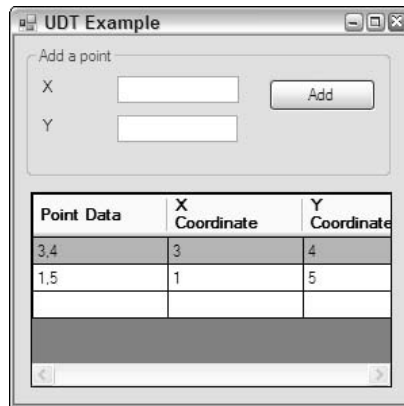 UDT Example
Add a point
X
Add
Y
Point Data X Coordinate Y Coordinate
3,4 3 4
1,5 1 5